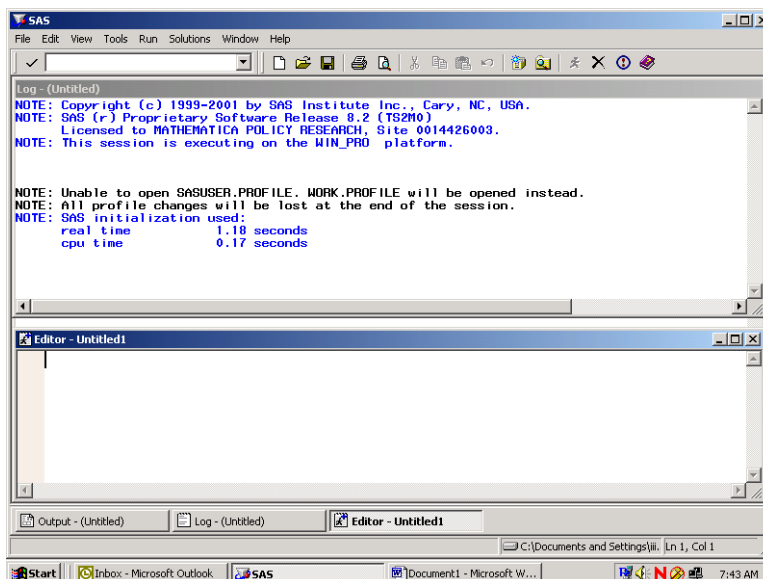 SAS
File Edit View Tools Run Solutions Window Help
Log - (Untitled)
NOTE: Copyright (c) 1999-2001 by SAS Institute Inc., Cary, NC, USA.
NOTE: SAS (r) Proprietary Software Release 8.2 (TS2M0)
Licensed to MATHEMATICA POLICY RESEARCH, Site 0014426003.
NOTE: This session is executing on the WIN_PRO platform.
NOTE: Unable to open SASUSER.PROFILE. WORK.PROFILE will be opened instead.
NOTE: All profile changes will be lost at the end of the session.
NOTE: SAS initialization used:
real time 1.18 seconds
cpu time 0.17 seconds
Editor - Untitled1
Output - (Untitled) Log - (Untitled) Editor - Untitled1
C:\Documents and Settings\iii. Ln 1, Col 1
Start Inbox - Microsoft Outlook SAS Document1 - Microsoft W... 7:43 AM